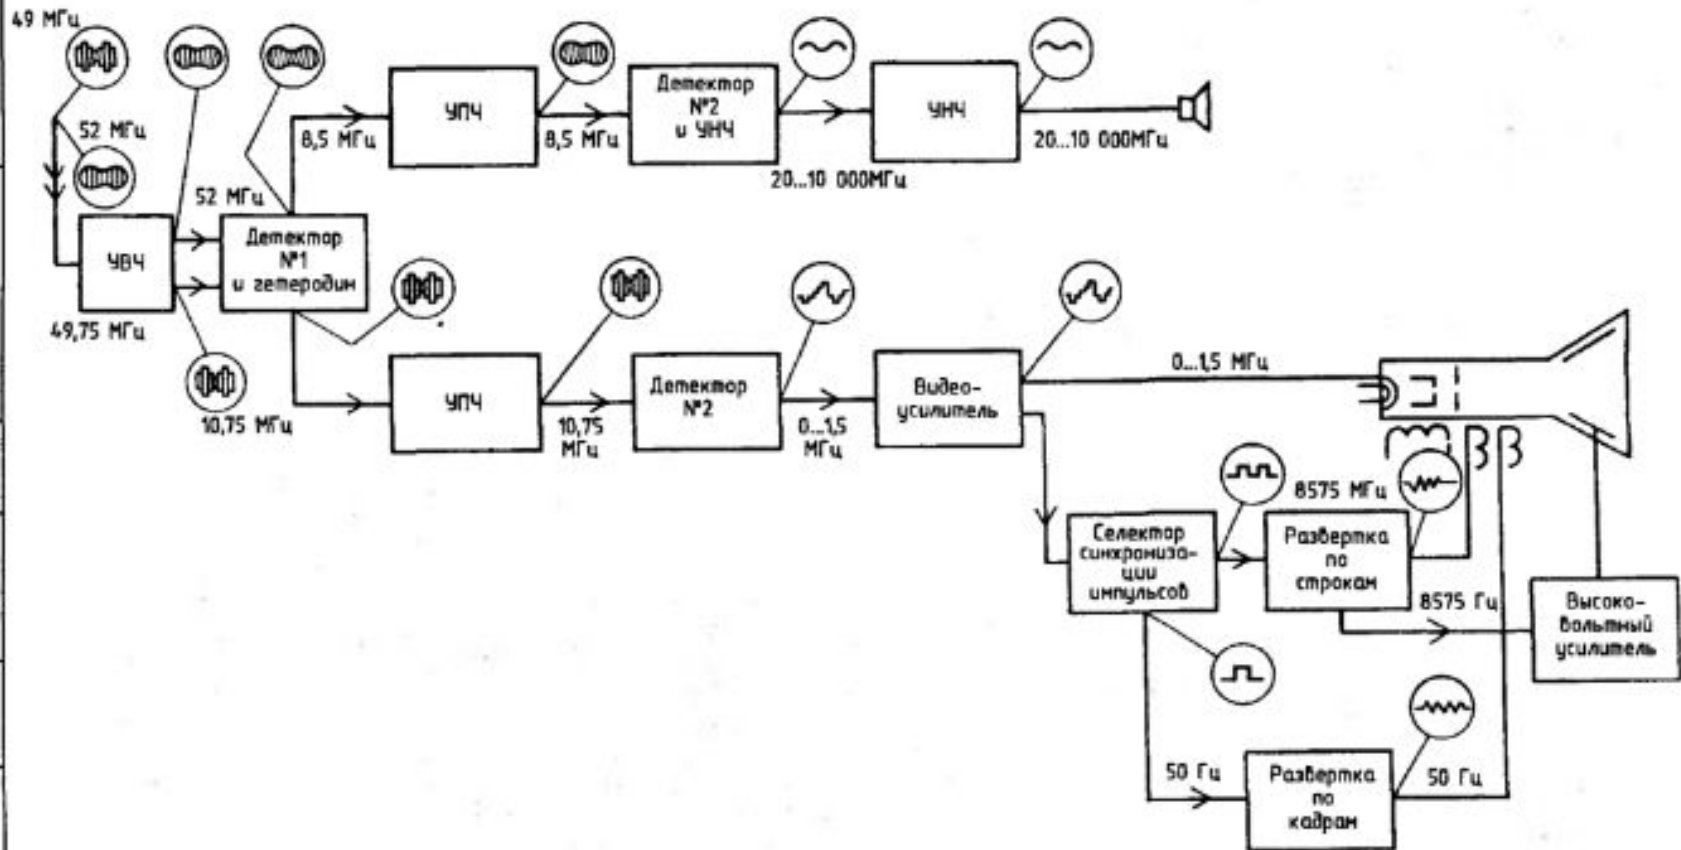 49 МГц
52 МГц
УВЧ
49,75 МГц
52 МГц
Детектор
№1
и гетеродин
10,75 МГц
8,5 МГц
УПЧ
8,5 МГц
Детектор
№2
и УНЧ
20...10 000МГц
УНЧ
20...10 000МГц
УПЧ
10,75
МГц
Детектор
№2
0...1,5
МГц
Видео-
усилитель
0...1,5 МГц
Селектор
синхрониза-
ции
импульсов
8575 МГц
Развертка
по
строкам
8575 Гц
Высоко-
вольтный
усилитель
50 Гц
Развертка
по
кадрам
50 Гц